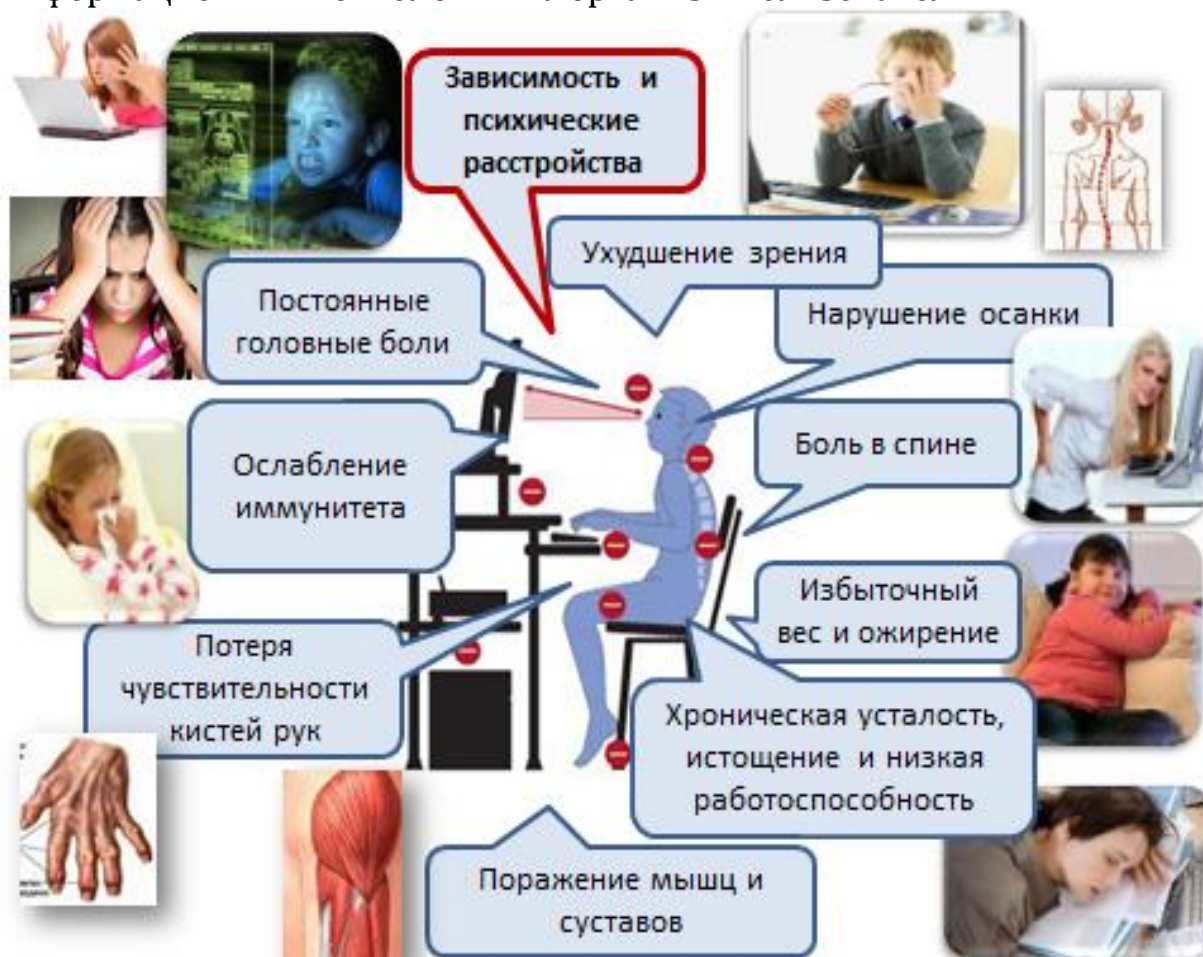 Зависимость и
психические
расстройства
Ухудшение зрения
Постоянные
головные боли
Нарушение осанки
Ослабление
иммунитета
Боль в спине
Избыточный
вес и ожирение
Потеря
чувствительности
кистей рук
Хроническая усталость,
истощение и низкая
работоспособность
Поражение мышц и
суставов